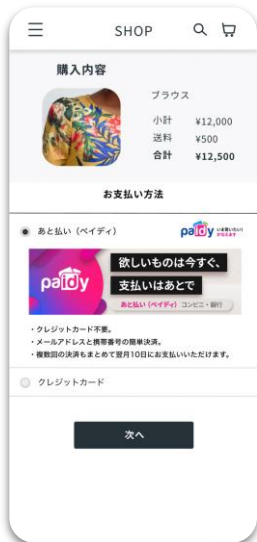 SHOP
購入内容
ブラウス
小計 ¥12,000
送料 ¥500
合計 ¥12,500
お支払い方法
あと払い（ペイディ）
paidy
欲しいものは今すぐ、
支払いはあとで
paidy
あと払い（ペイディ） コンビニ・銀行
・クレジットカード不要。
・メールアドレスと携帯番号の簡単決済。
・複数回の決済もまとめて翌月10日にお支払いいただけます。
クレジットカード
次へ